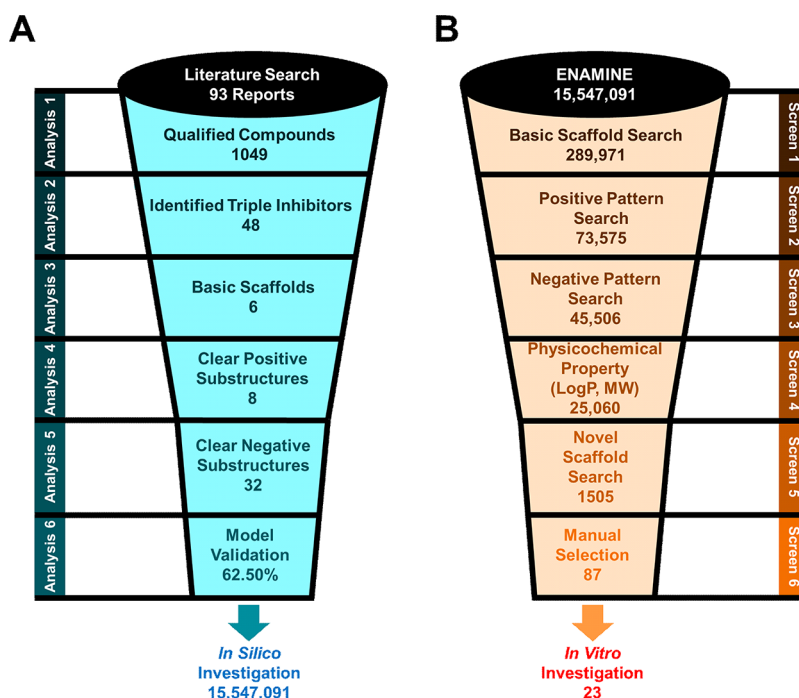 A
Literature Search
93 Reports
Analysis 1
Qualified Compounds
1049
Analysis 2
Identified Triple Inhibitors
48
Analysis 3
Basic Scaffolds
6
Analysis 4
Clear Positive
Substructures
8
Analysis 5
Clear Negative
Substructures
32
Analysis 6
Model
Validation
62.50%
In Silico
Investigation
15,547,091
B
ENAMINE
15,547,091
Basic Scaffold Search
289,971
Screen 1
Positive Pattern
Search
73,575
Screen 2
Negative Pattern
Search
45,506
Screen 3
Physicochemical
Property
(LogP, MW)
25,060
Screen 4
Novel
Scaffold
Search
1505
Screen 5
Manual
Selection
87
Screen 6
In Vitro
Investigation
23